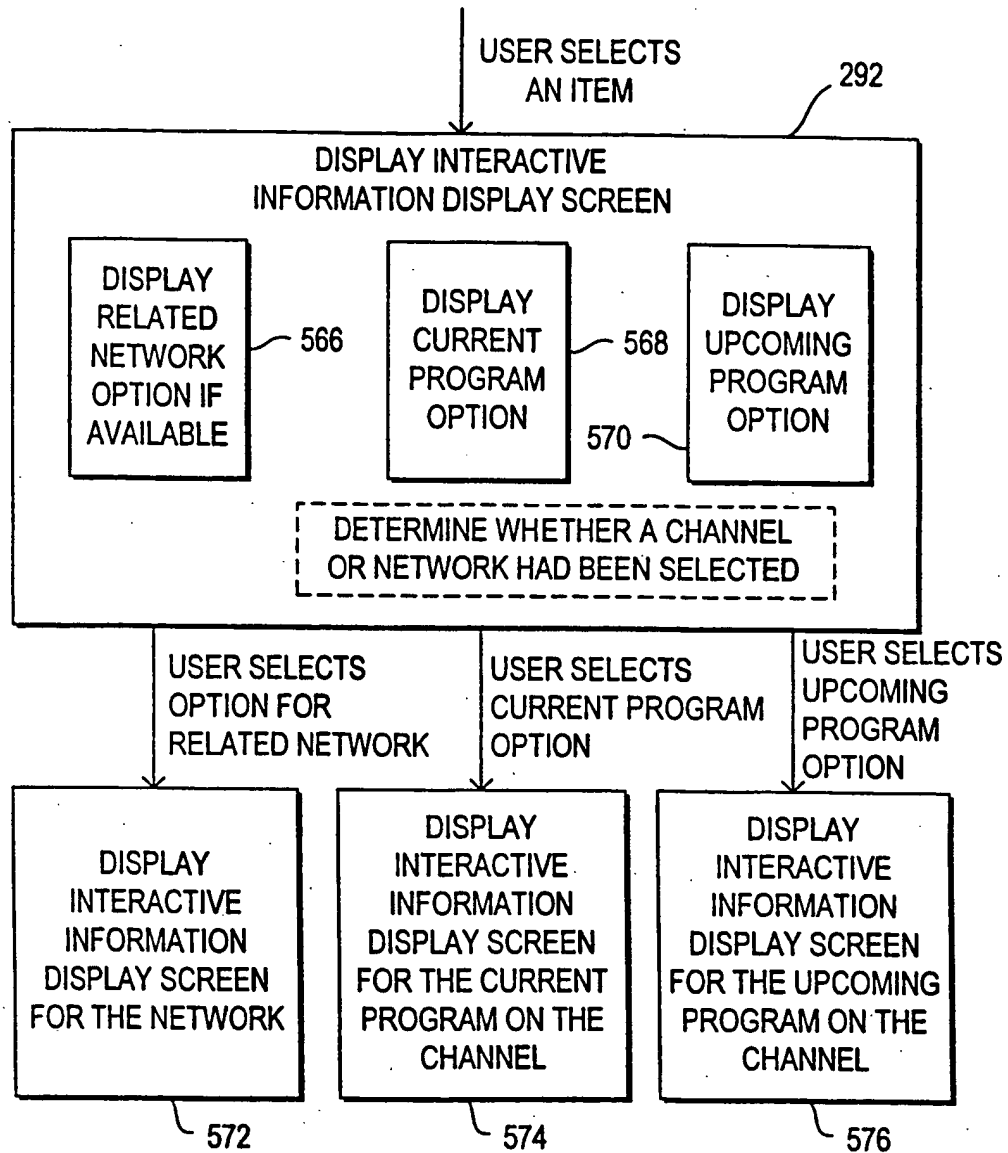 USER SELECTS
AN ITEM
292
DISPLAY INTERACTIVE
INFORMATION DISPLAY SCREEN
DISPLAY
RELATED
NETWORK
OPTION IF
AVAILABLE
566
DISPLAY
CURRENT
PROGRAM
OPTION
568
DISPLAY
UPCOMING
PROGRAM
OPTION
570
DETERMINE WHETHER A CHANNEL
OR NETWORK HAD BEEN SELECTED
USER SELECTS
OPTION FOR
RELATED NETWORK
USER SELECTS
CURRENT PROGRAM
OPTION
USER SELECTS
UPCOMING
PROGRAM
OPTION
DISPLAY
INTERACTIVE
INFORMATION
DISPLAY SCREEN
FOR THE NETWORK
572
DISPLAY
INTERACTIVE
INFORMATION
DISPLAY SCREEN
FOR THE CURRENT
PROGRAM ON THE
CHANNEL
574
DISPLAY
INTERACTIVE
INFORMATION
DISPLAY SCREEN
FOR THE UPCOMING
PROGRAM ON THE
CHANNEL
576